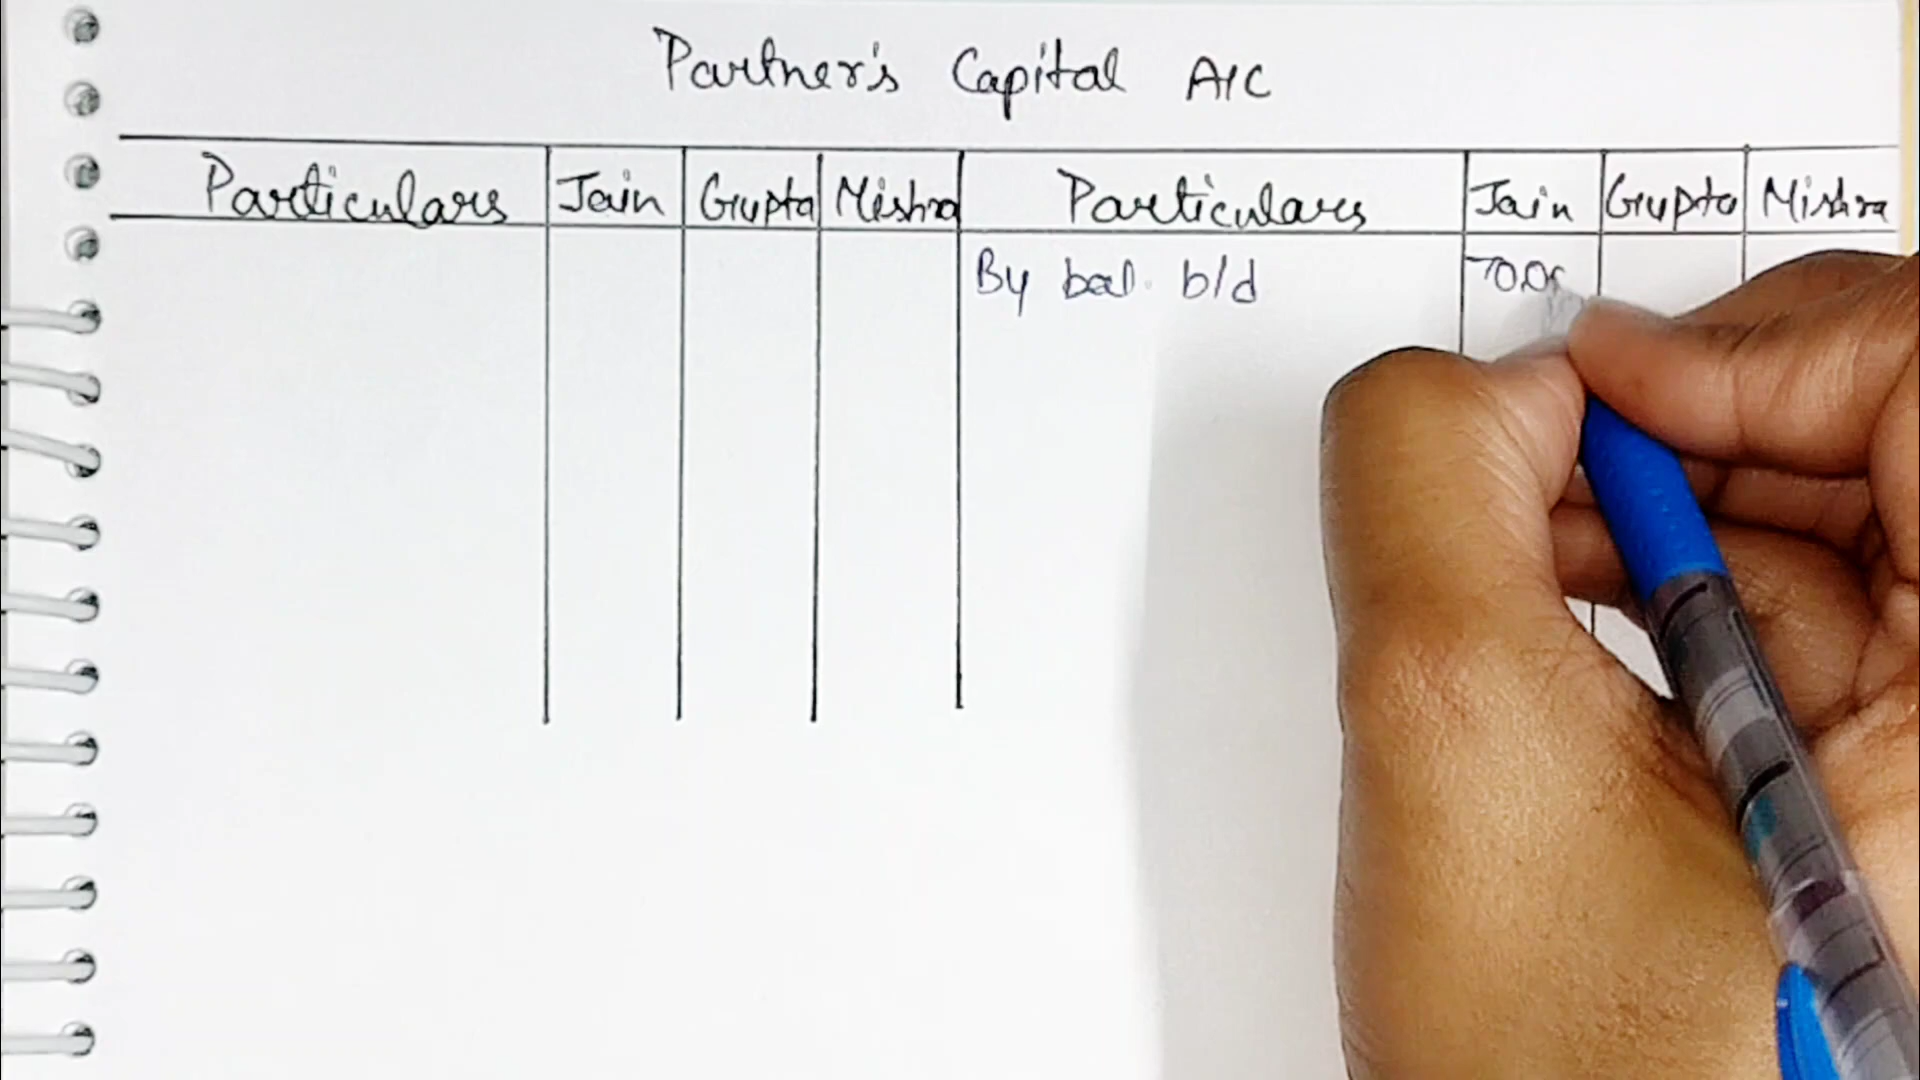 Partner's Capital A/C
Particulars Jain Gupta Mishra Particulars Jain Gupta Mishra
By bal. b/d